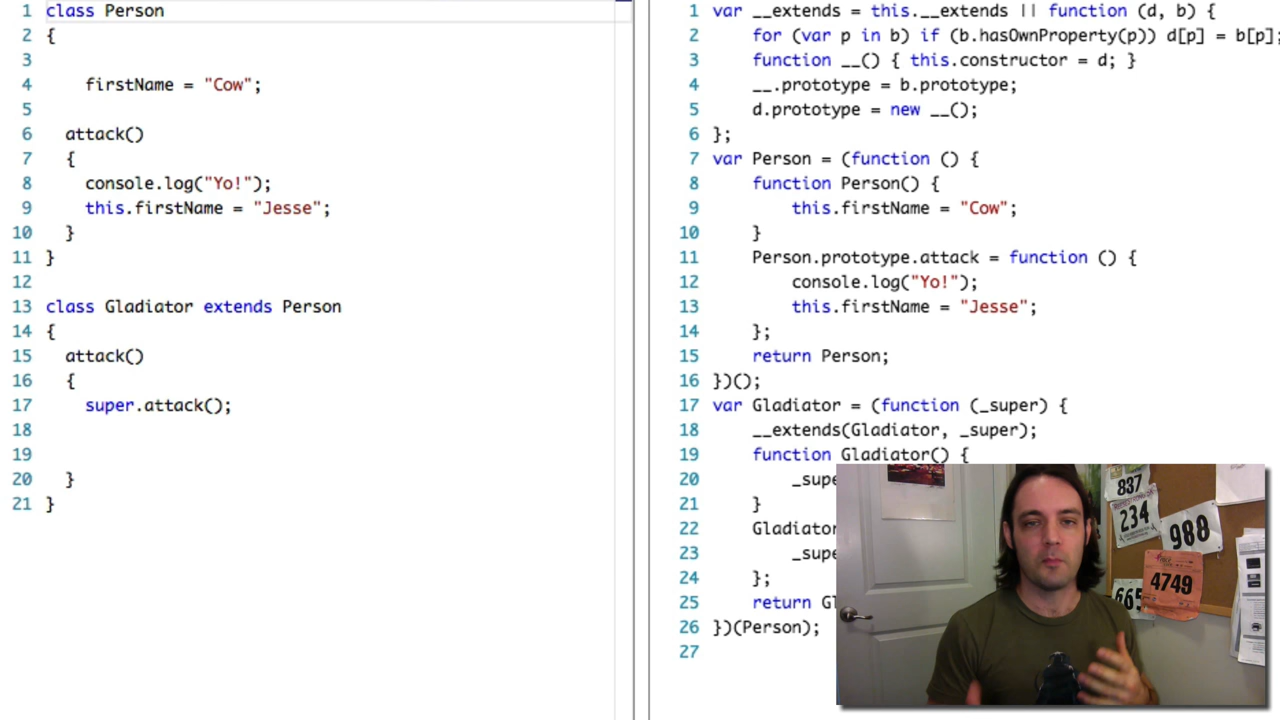 1 class Person
2 {
3
4 firstName = "Cow";
5
6 attack()
7 {
8 console.log("Yo!");
9 this.firstName = "Jesse";
10 }
11 }
12
13 class Gladiator extends Person
14 {
15 attack()
16 {
17 super.attack();
18
19
20 }
21 }
1 var __extends = this.__extends || function (d, b) {
2 for (var p in b) if (b.hasOwnProperty(p)) d[p] = b[p];
3 function __() { this.constructor = d; }
4 __.prototype = b.prototype;
5 d.prototype = new __();
6 };
7 var Person = (function () {
8 function Person() {
9 this.firstName = "Cow";
10 }
11 Person.prototype.attack = function () {
12 console.log("Yo!");
13 this.firstName = "Jesse";
14 };
15 return Person;
16 })();
17 var Gladiator = (function (_super) {
18 __extends(Gladiator, _super);
19 function Gladiator() {
20 _supe
21 }
22 Gladiator
23 _supe
24 };
25 return Gl
26 })(Person);
27
837
234
988
4749
665